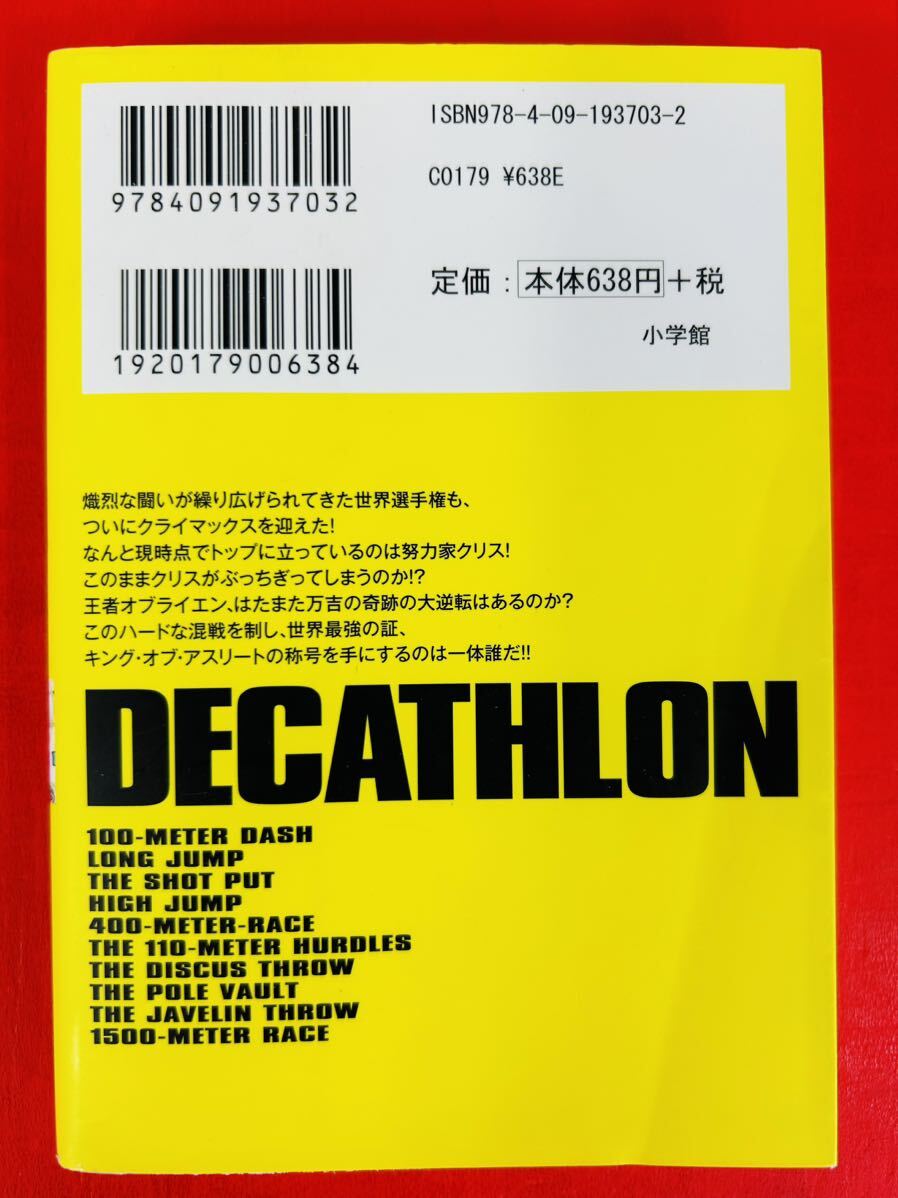 ISBN978-4-09-193703-2
9784091937032
C0179 ¥638E
定価：本体638円＋税
1920179006384
小学館
熾烈な闘いが繰り広げられてきた世界選手権も、
ついにクライマックスを迎えた!
なんと現時点でトップに立っているのは努力家クリス!
このままクリスがぶっちぎってしまうのか!?
王者オブライエン、はたまた万吉の奇跡の大逆転はあるのか?
このハードな混戦を制し、世界最強の証、
キング・オブ・アスリートの称号を手にするのは一体誰だ!!
DECATHLON
100-METER DASH
LONG JUMP
THE SHOT PUT
HIGH JUMP
400-METER-RACE
THE 110-METER HURDLES
THE DISCUS THROW
THE POLE VAULT
THE JAVELIN THROW
1500-METER RACE